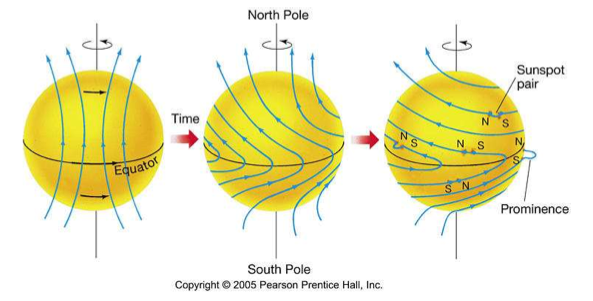 North Pole
Equator
Time
Sunspot
pair
N S
N S
N S
N
S
S N
Prominence
South Pole
Copyright © 2005 Pearson Prentice Hall, Inc.